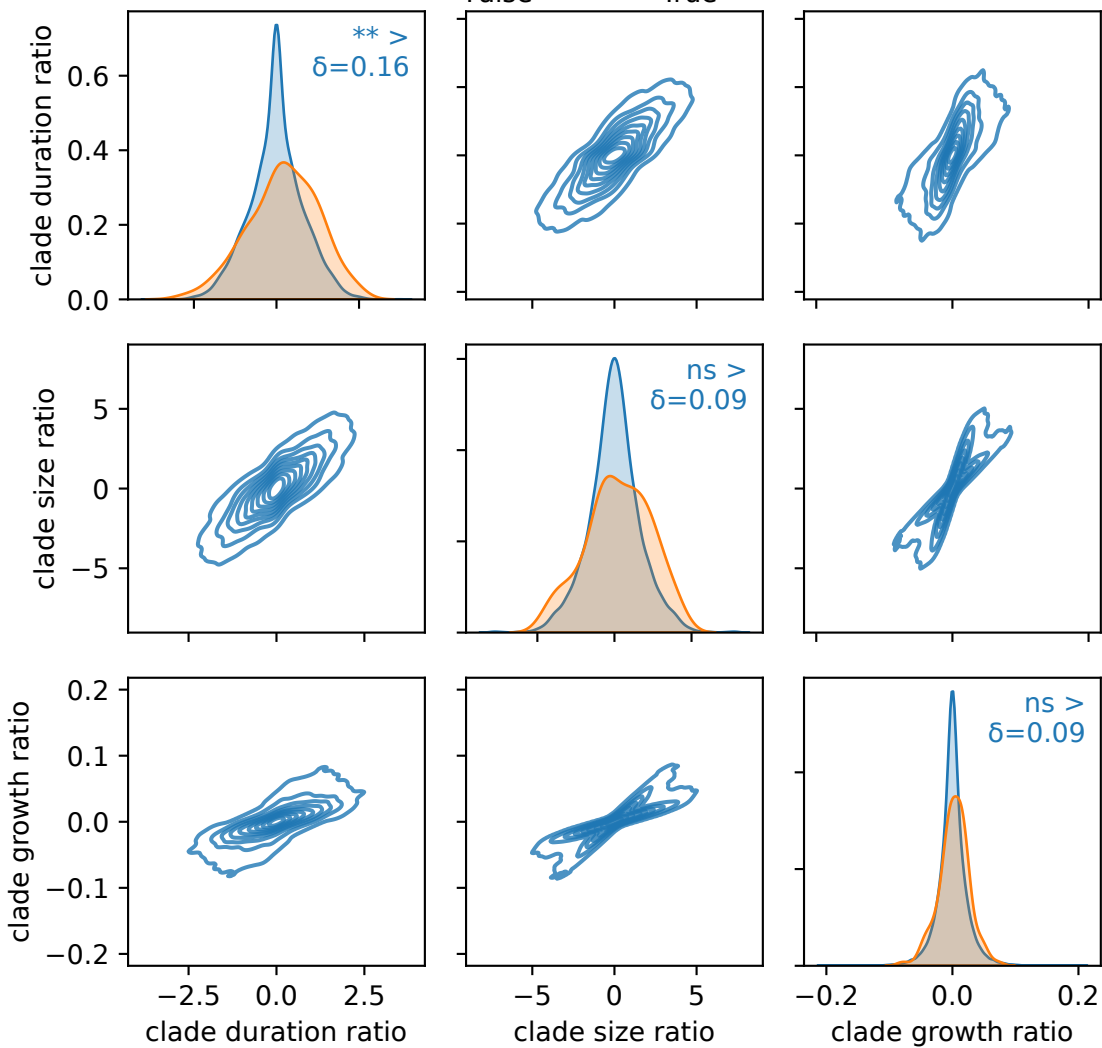 clade duration ratio
0.6
0.4
0.2
0.0
** >
δ=0.16
clade size ratio
5
0
−5
ns >
δ=0.09
clade growth ratio
0.2
0.1
0.0
−0.1
−0.2
ns >
δ=0.09
−2.5 0.0 2.5
−5 0 5
−0.2 0.0 0.2
clade duration ratio
clade size ratio
clade growth ratio